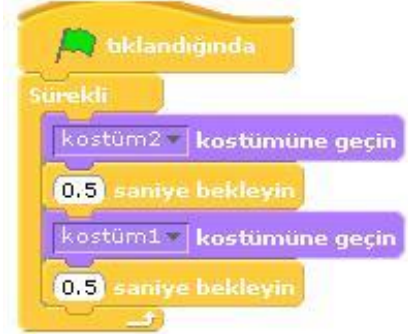 tıklandığında
Sürekli
kostüm2 kostümüne geçin
0.5 saniye bekleyin
kostüm1 kostümüne geçin
0.5 saniye bekleyin